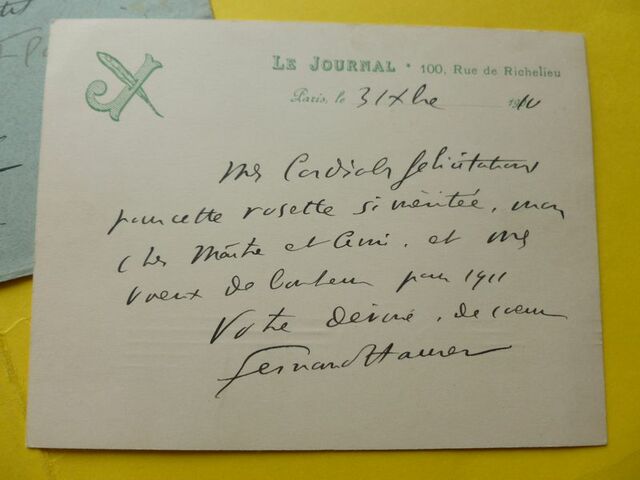 LE JOURNAL * 100, Rue de Richelieu
Paris, le 31 Xbre 1910
Mes Cordiales félicitations
pour cette rosette si méritée, mon
cher Maître et Ami, et mes
voeux de bonheur pour 1911
Votre dévoué, de coeur
Fernand Hauser